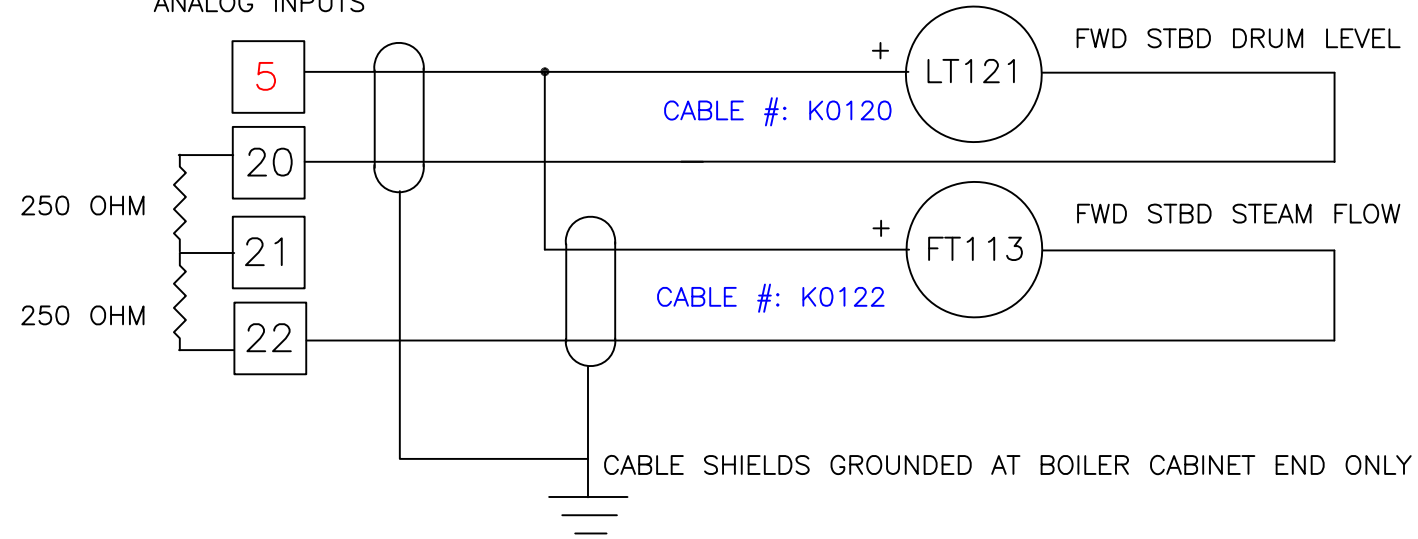 ANALOG INPUTS
5
+
LT121
FWD STBD DRUM LEVEL
CABLE #: K0120
20
250 OHM
21
+
FT113
FWD STBD STEAM FLOW
CABLE #: K0122
250 OHM
22
CABLE SHIELDS GROUNDED AT BOILER CABINET END ONLY